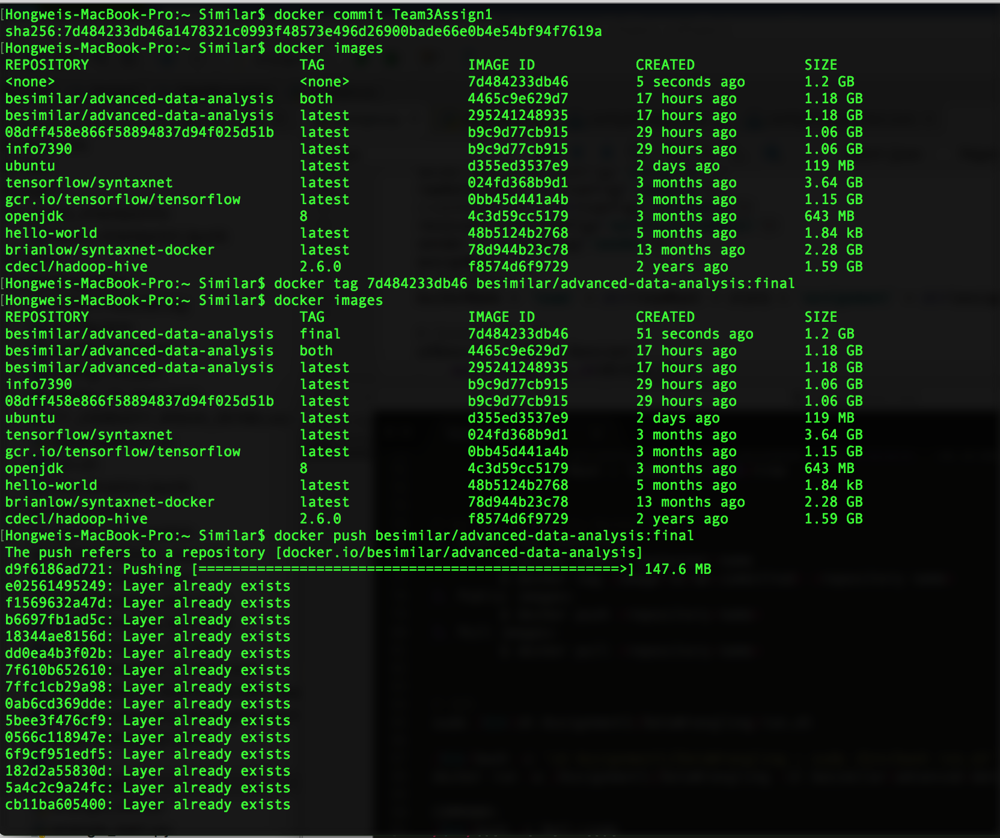 [Hongweis-MacBook-Pro:~ Similar$ docker commit Team3Assign1
sha256:7d484233db46a1478321c0993f48573e496d26900bade66e0b4e54bf94f7619a
[Hongweis-MacBook-Pro:~ Similar$ docker images
REPOSITORY TAG IMAGE ID CREATED SIZE
<none> <none> 7d484233db46 5 seconds ago 1.2 GB
besimilar/advanced-data-analysis both 4465c9e629d7 17 hours ago 1.18 GB
besimilar/advanced-data-analysis latest 295241248935 17 hours ago 1.18 GB
08dff458e866f58894837d94f025d51b latest b9c9d77cb915 29 hours ago 1.06 GB
info7390 latest b9c9d77cb915 29 hours ago 1.06 GB
ubuntu latest d355ed3537e9 2 days ago 119 MB
tensorflow/syntaxnet latest 024fd368b9d1 3 months ago 3.64 GB
gcr.io/tensorflow/tensorflow latest 0bb45d441a4b 3 months ago 1.15 GB
openjdk 8 4c3d59cc5179 3 months ago 643 MB
hello-world latest 48b5124b2768 5 months ago 1.84 kB
brianlow/syntaxnet-docker latest 78d944b23c78 13 months ago 2.28 GB
cdecl/hadoop-hive 2.6.0 f8574d6f9729 2 years ago 1.59 GB
[Hongweis-MacBook-Pro:~ Similar$ docker tag 7d484233db46 besimilar/advanced-data-analysis:final
[Hongweis-MacBook-Pro:~ Similar$ docker images
REPOSITORY TAG IMAGE ID CREATED SIZE
besimilar/advanced-data-analysis final 7d484233db46 51 seconds ago 1.2 GB
besimilar/advanced-data-analysis both 4465c9e629d7 17 hours ago 1.18 GB
besimilar/advanced-data-analysis latest 295241248935 17 hours ago 1.18 GB
info7390 latest b9c9d77cb915 29 hours ago 1.06 GB
08dff458e866f58894837d94f025d51b latest b9c9d77cb915 29 hours ago 1.06 GB
ubuntu latest d355ed3537e9 2 days ago 119 MB
tensorflow/syntaxnet latest 024fd368b9d1 3 months ago 3.64 GB
gcr.io/tensorflow/tensorflow latest 0bb45d441a4b 3 months ago 1.15 GB
openjdk 8 4c3d59cc5179 3 months ago 643 MB
hello-world latest 48b5124b2768 5 months ago 1.84 kB
brianlow/syntaxnet-docker latest 78d944b23c78 13 months ago 2.28 GB
cdecl/hadoop-hive 2.6.0 f8574d6f9729 2 years ago 1.59 GB
[Hongweis-MacBook-Pro:~ Similar$ docker push besimilar/advanced-data-analysis:final
The push refers to a repository [docker.io/besimilar/advanced-data-analysis]
d9f6186ad721: Pushing [==================================================>] 147.6 MB
e02561495249: Layer already exists
f1569632a47d: Layer already exists
b6697fb1ad5c: Layer already exists
18344ae8156d: Layer already exists
dd0ea4b3f02b: Layer already exists
7f610b652610: Layer already exists
7ffc1cb29a98: Layer already exists
0ab6cd369dde: Layer already exists
5bee3f476cf9: Layer already exists
0566c118947e: Layer already exists
6f9cf951edf5: Layer already exists
182d2a55830d: Layer already exists
5a4c2c9a24fc: Layer already exists
cb11ba605400: Layer already exists